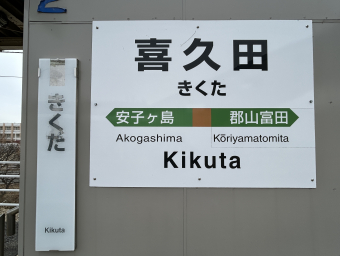 喜久田
きくた
安子ヶ島 郡山富田
Akogashima Kōriyamatomita
Kikuta
きくた
Kikuta